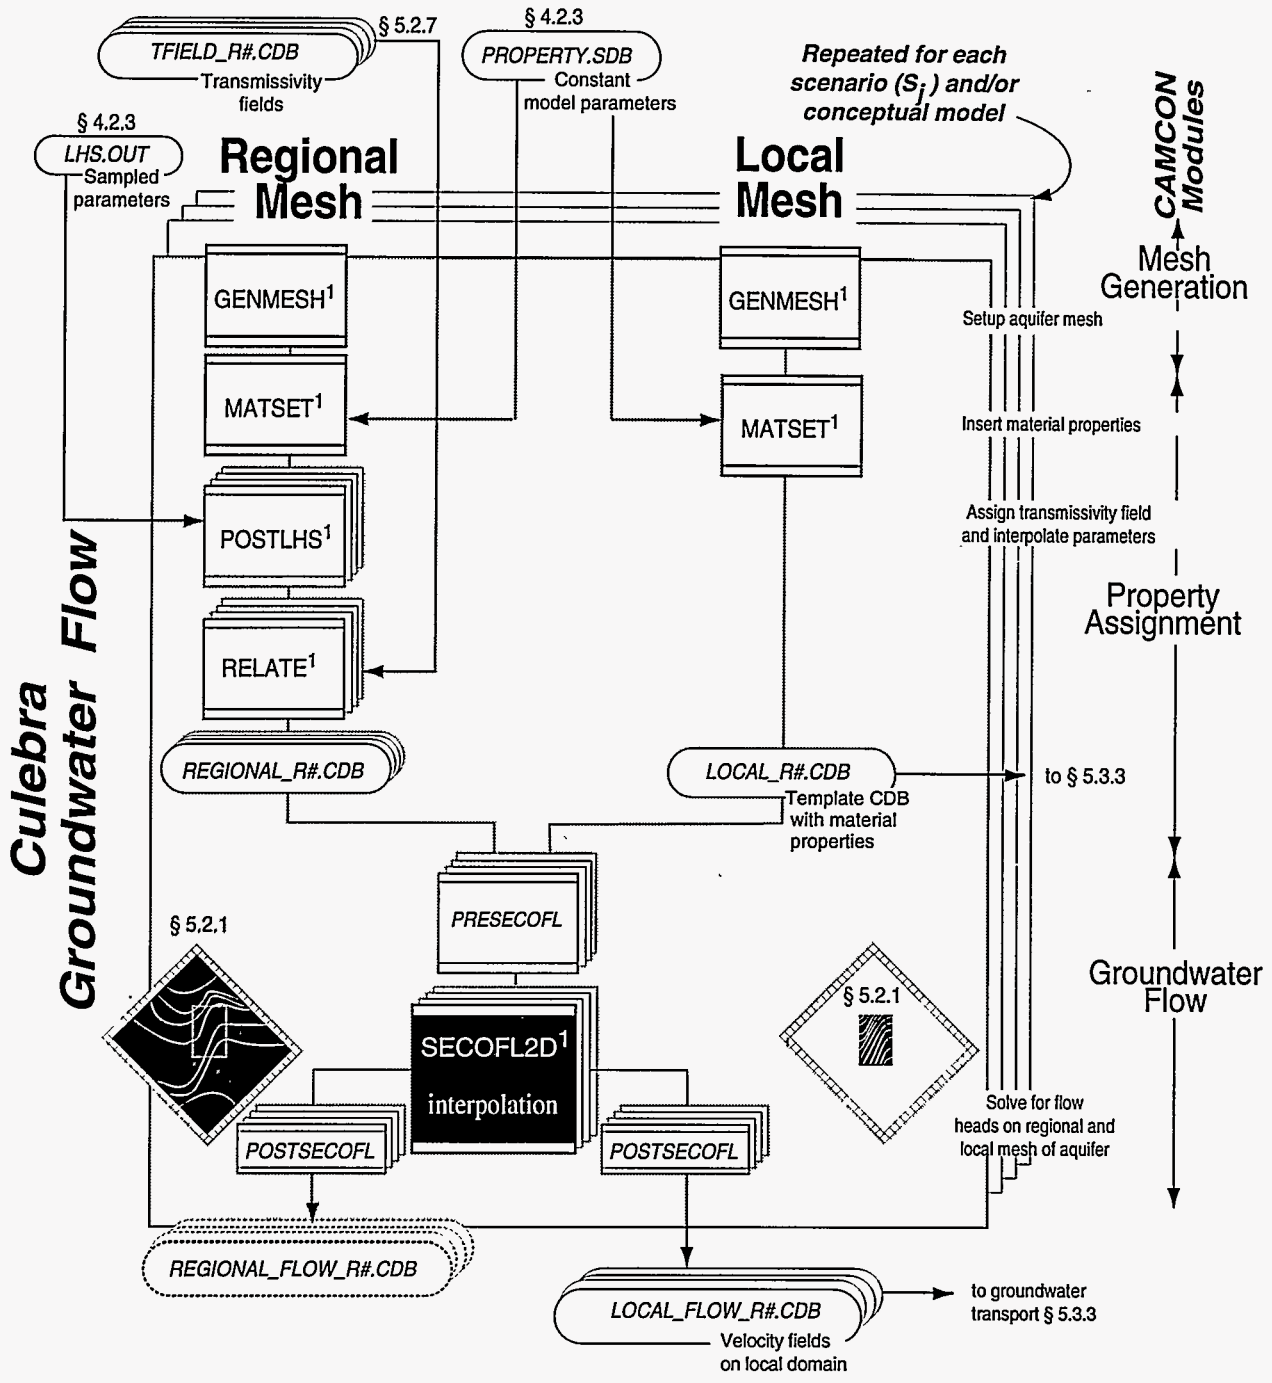 § 5.2.7
TFIELD_R#.CDB
Transmissivity
fields
§ 4.2.3
PROPERTY.SDB
Constant
model parameters
Repeated for each
scenario (Sj) and/or
conceptual model
CAMCON
Modules
§ 4.2.3
LHS.OUT
Sampled
parameters
Regional
Mesh
Local
Mesh
GENMESH¹
GENMESH¹
Mesh
Generation
Setup aquifer mesh
MATSET¹
MATSET¹
Insert material properties
POSTLHS¹
Assign transmissivity field
and interpolate parameters
Property
Assignment
RELATE¹
Culebra
Groundwater Flow
REGIONAL_R#.CDB
LOCAL_R#.CDB
to § 5.3.3
Template CDB
with material
properties
PRESECOFL
§ 5.2.1
§ 5.2.1
Groundwater
Flow
SECOFL2D¹
interpolation
Solve for flow
heads on regional and
local mesh of aquifer
POSTSECOFL
POSTSECOFL
REGIONAL_FLOW_R#.CDB
LOCAL_FLOW_R#.CDB
to groundwater
transport § 5.3.3
Velocity fields
on local domain